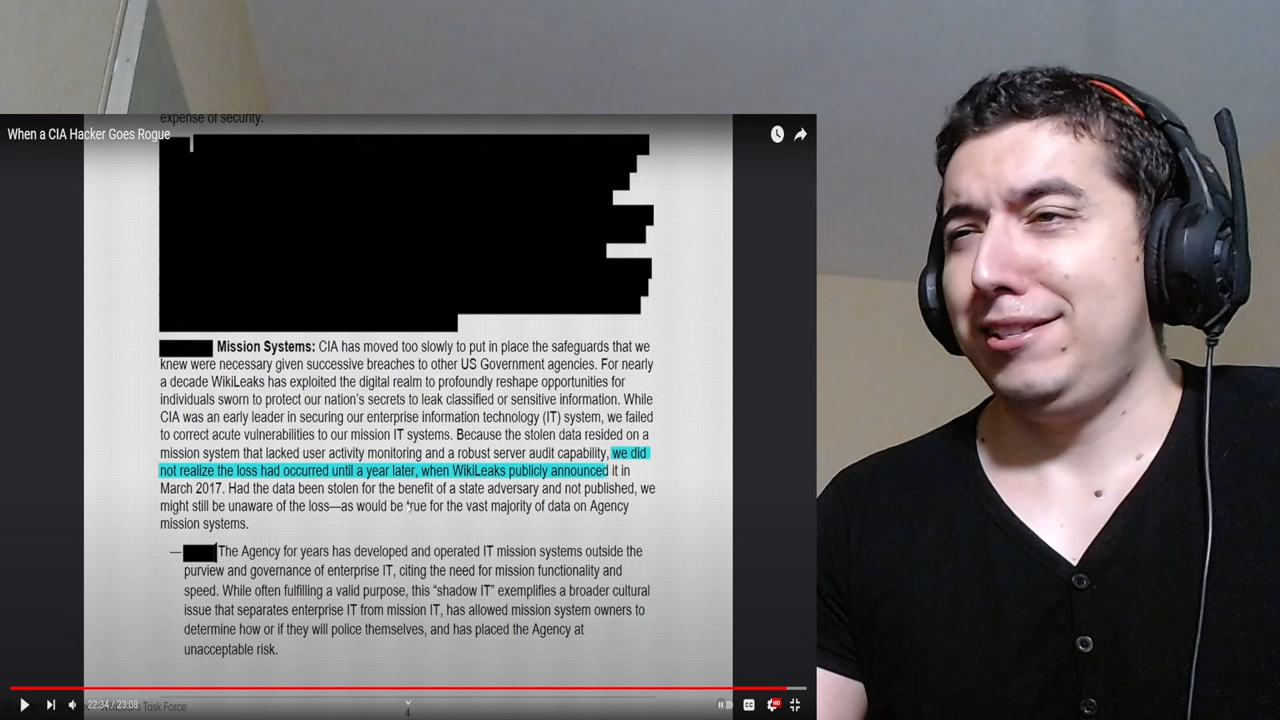 expense of security.
When a CIA Hacker Goes Rogue
Mission Systems: CIA has moved too slowly to put in place the safeguards that we
knew were necessary given successive breaches to other US Government agencies. For nearly
a decade WikiLeaks has exploited the digital realm to profoundly reshape opportunities for
individuals sworn to protect our nation's secrets to leak classified or sensitive information. While
CIA was an early leader in securing our enterprise information technology (IT) system, we failed
to correct acute vulnerabilities to our mission IT systems. Because the stolen data resided on a
mission system that lacked user activity monitoring and a robust server audit capability, we did
not realize the loss had occurred until a year later, when WikiLeaks publicly announced it in
March 2017. Had the data been stolen for the benefit of a state adversary and not published, we
might still be unaware of the loss—as would be true for the vast majority of data on Agency
mission systems.
— The Agency for years has developed and operated IT mission systems outside the
purview and governance of enterprise IT, citing the need for mission functionality and
speed. While often fulfilling a valid purpose, this “shadow IT” exemplifies a broader cultural
issue that separates enterprise IT from mission IT, has allowed mission system owners to
determine how or if they will police themselves, and has placed the Agency at
unacceptable risk.
22:34 / 23:08
Task Force
4
CC
HD